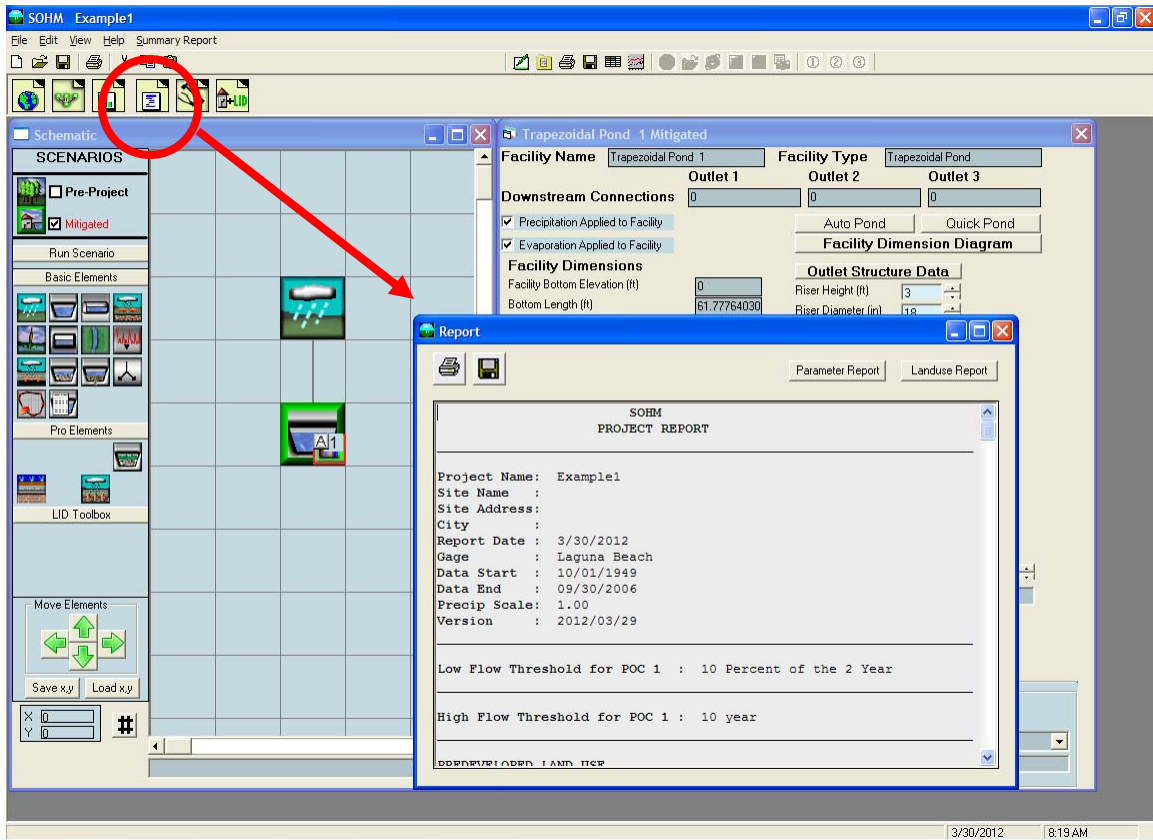 SOHM Example1
File Edit View Help Summary Report
① ② ③
+LID
Schematic
SCENARIOS
Pre-Project
Mitigated
Run Scenario
Basic Elements
Pro Elements
LID Toolbox
Move Elements
Save x,y Load x,y
X 0
Y 0
#
A 1
Trapezoidal Pond 1 Mitigated
Facility Name Trapezoidal Pond 1 Facility Type Trapezoidal Pond
Outlet 1 Outlet 2 Outlet 3
Downstream Connections 0 0 0
Precipitation Applied to Facility Auto Pond Quick Pond
Evaporation Applied to Facility Facility Dimension Diagram
Facility Dimensions Outlet Structure Data
Facility Bottom Elevation (ft) 0 Riser Height (ft) 3
Bottom Length (ft) 61.77764030 Riser Diameter (in) 18
Report
Parameter Report Landuse Report
SOHM
PROJECT REPORT
Project Name: Example1
Site Name :
Site Address:
City :
Report Date : 3/30/2012
Gage : Laguna Beach
Data Start : 10/01/1949
Data End : 09/30/2006
Precip Scale: 1.00
Version : 2012/03/29
Low Flow Threshold for POC 1 : 10 Percent of the 2 Year
High Flow Threshold for POC 1 : 10 year
PREDEVELOPED LAND USE
3/30/2012 8:19 AM